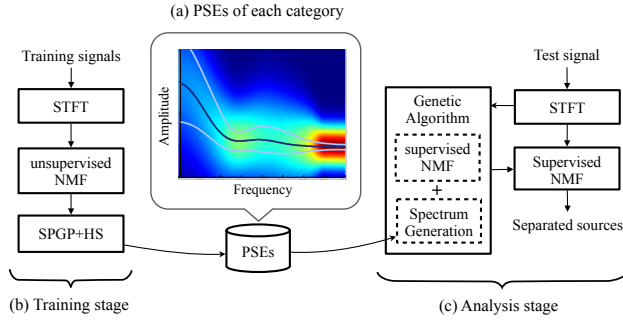 (a) PSEs of each category
Training signals
STFT
unsupervised
NMF
SPGP+HS
(b) Training stage
Amplitude
Frequency
PSEs
Genetic
Algorithm
supervised
NMF
+
Spectrum
Generation
Test signal
STFT
Supervised
NMF
Separated sources
(c) Analysis stage